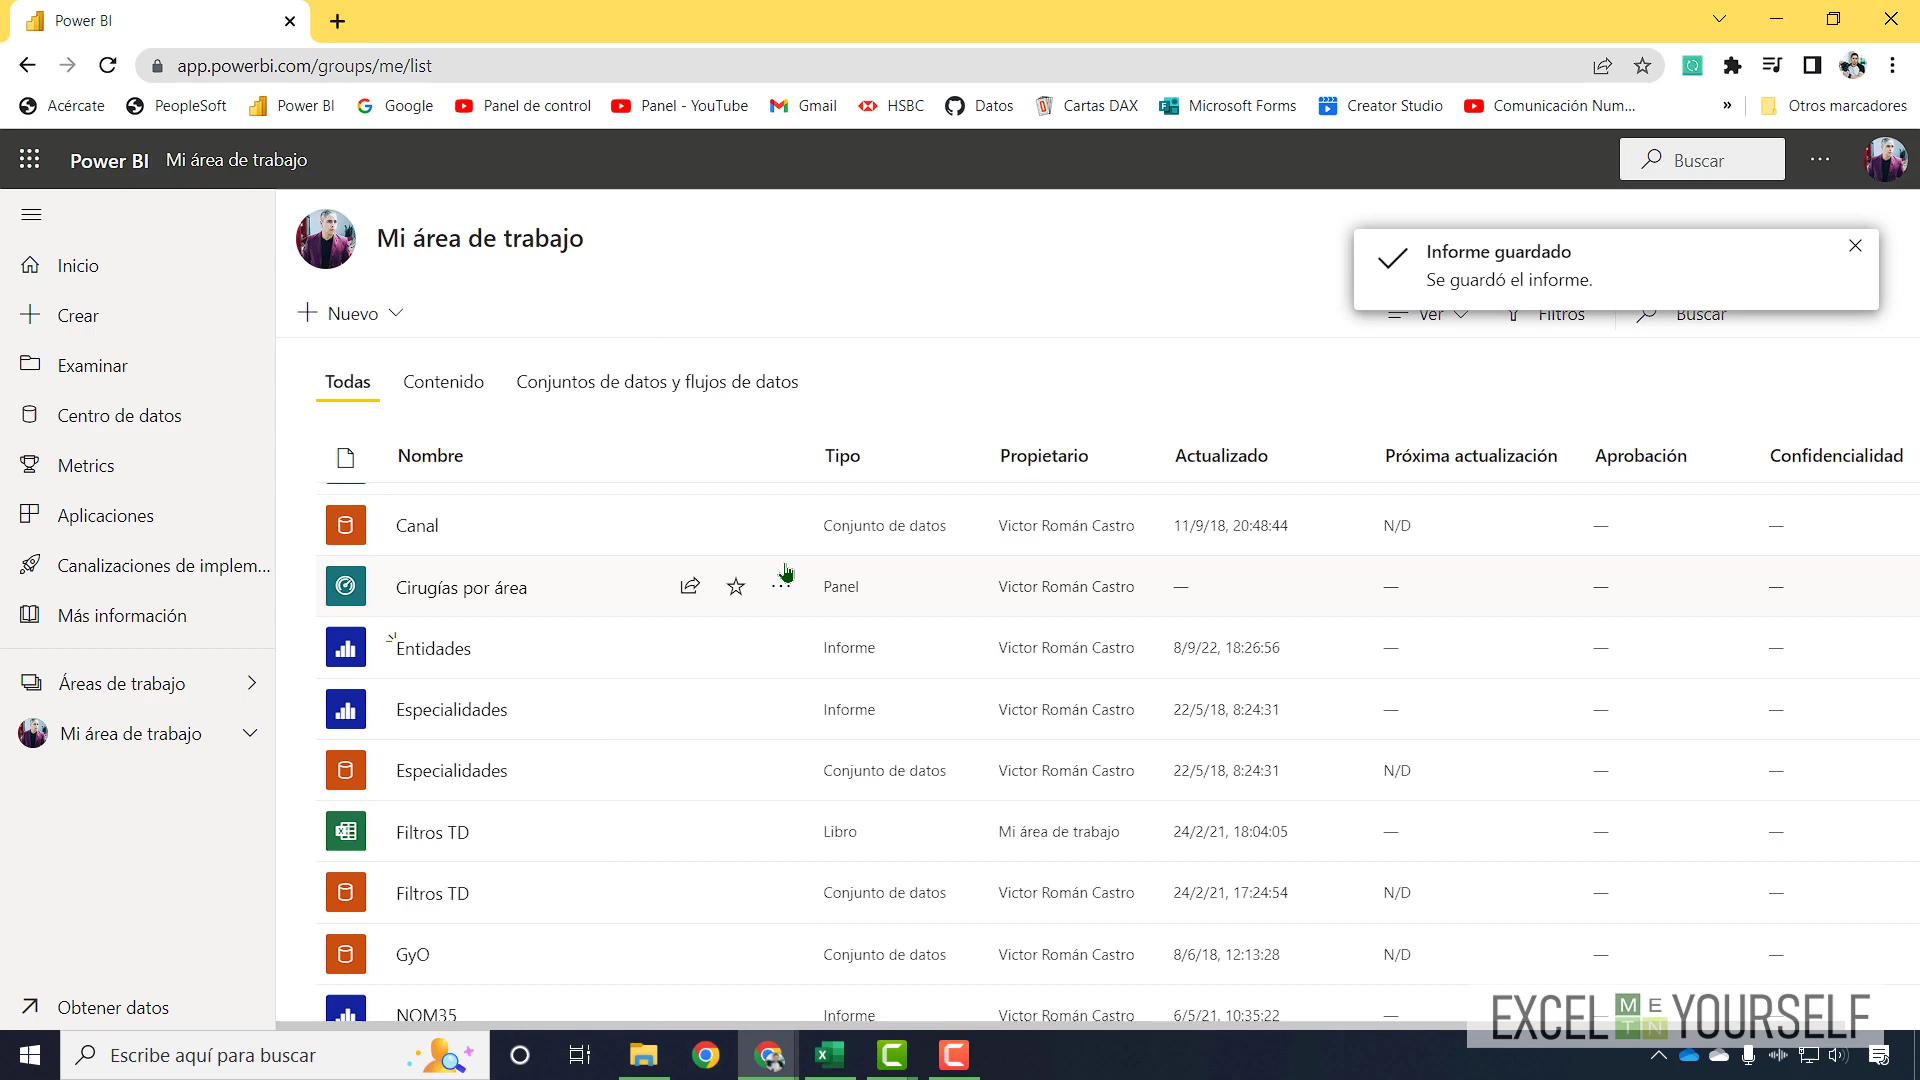 Power BI
app.powerbi.com/groups/me/list
Acércate
PeopleSoft
Power BI
Google
Panel de control
Panel - YouTube
Gmail
HSBC
Datos
Cartas DAX
Microsoft Forms
Creator Studio
Comunicación Num...
»
Otros marcadores
Power BI Mi área de trabajo
Buscar
Inicio
Crear
Examinar
Centro de datos
Metrics
Aplicaciones
Canalizaciones de implem...
Más información
Áreas de trabajo
Mi área de trabajo
Obtener datos
Mi área de trabajo
Informe guardado
Se guardó el informe.
Nuevo
Ver
Filtros
Buscar
Todas
Contenido
Conjuntos de datos y flujos de datos
Nombre Tipo Propietario Actualizado Próxima actualización Aprobación Confidencialidad
Canal Conjunto de datos Victor Román Castro 11/9/18, 20:48:44 N/D — —
Cirugías por área Panel Victor Román Castro — — — —
Entidades Informe Victor Román Castro 8/9/22, 18:26:56 — — —
Especialidades Informe Victor Román Castro 22/5/18, 8:24:31 — — —
Especialidades Conjunto de datos Victor Román Castro 22/5/18, 8:24:31 N/D — —
Filtros TD Libro Mi área de trabajo 24/2/21, 18:04:05 — — —
Filtros TD Conjunto de datos Victor Román Castro 24/2/21, 17:24:54 N/D — —
GyO Conjunto de datos Victor Román Castro 8/6/18, 12:13:28 N/D — —
NOM35 Informe Victor Román Castro 6/5/21, 10:35:22 — — —
EXCEL ME TN YOURSELF
Escribe aquí para buscar